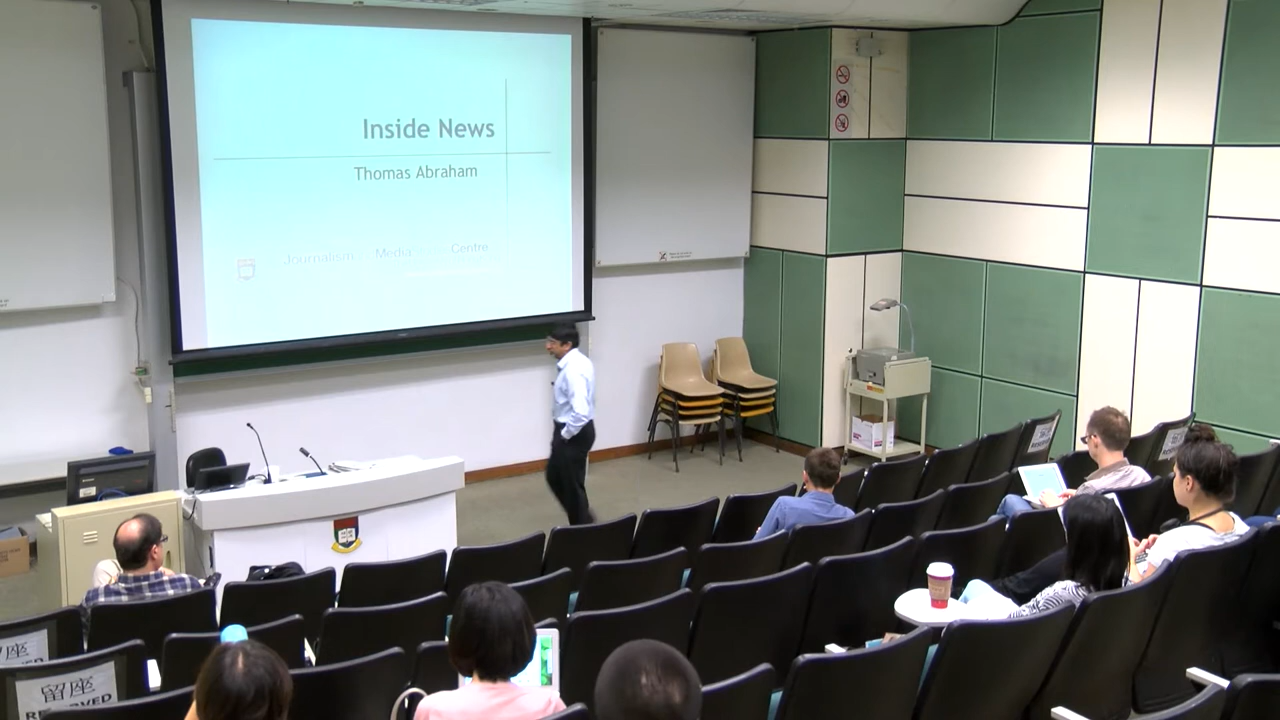 Inside News
Thomas Abraham
Journalism Media Centre
留座
RESERVED